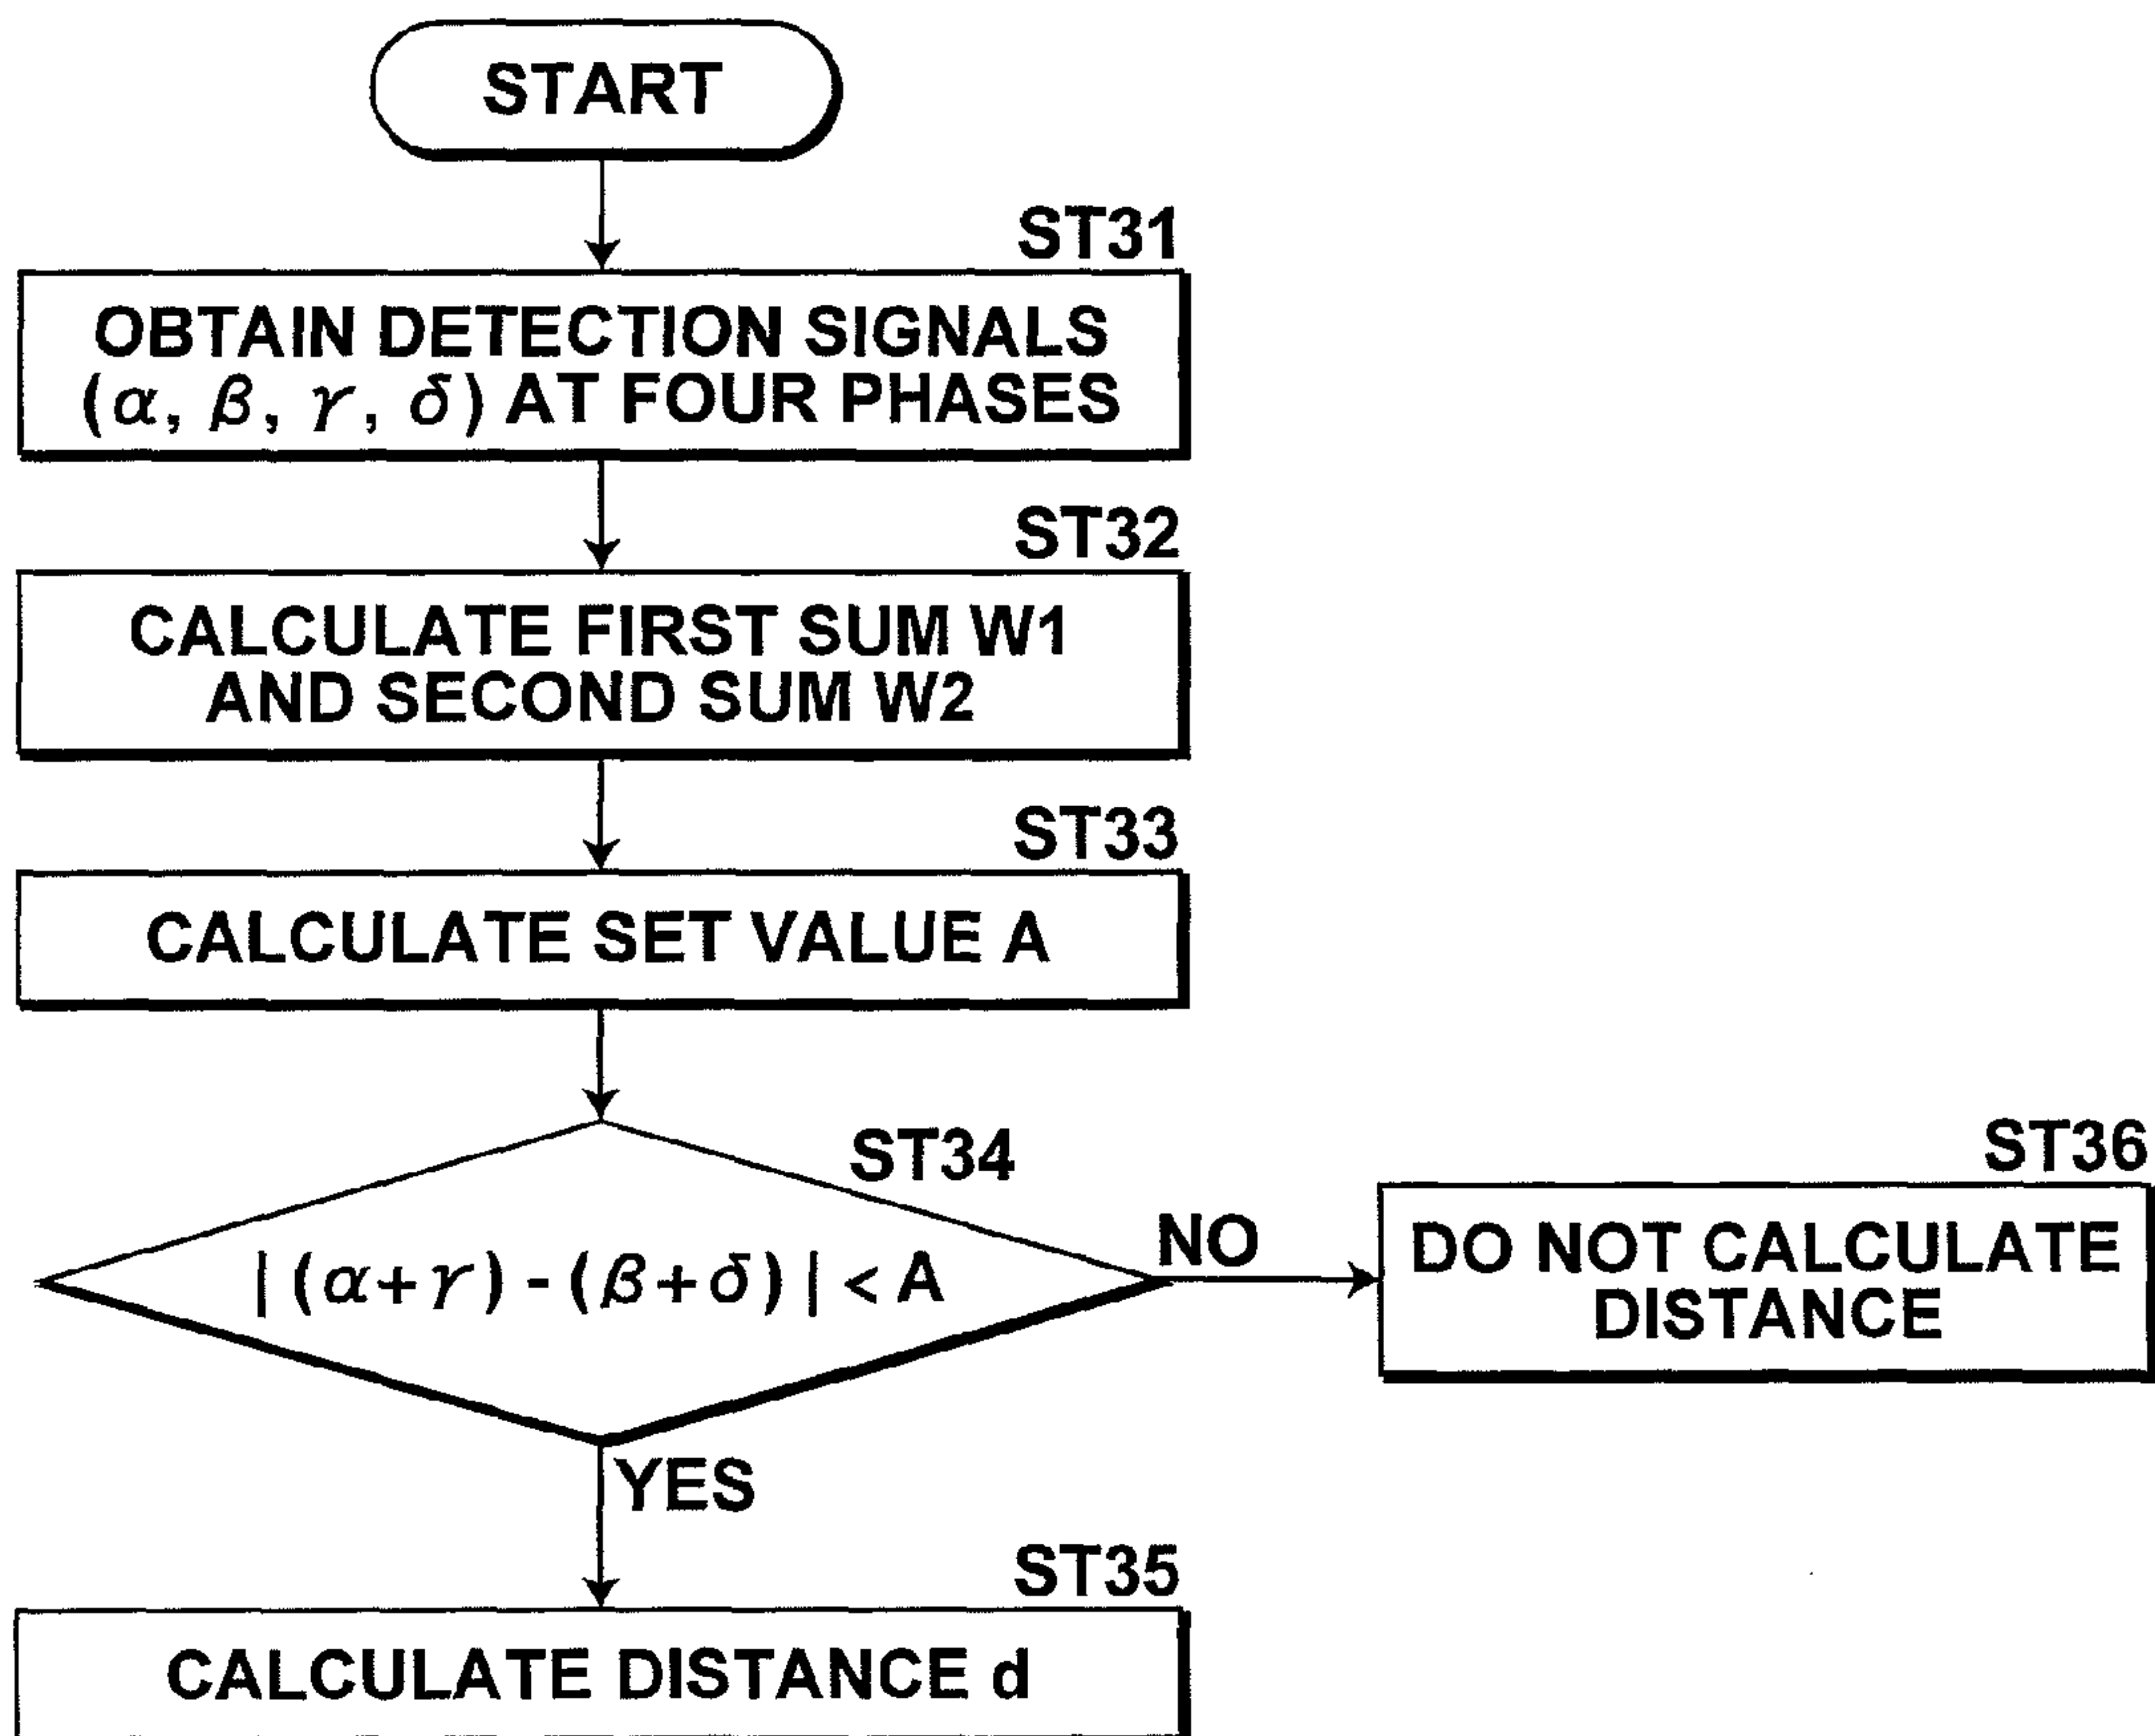 START
ST31
OBTAIN DETECTION SIGNALS
(α, β, γ, δ) AT FOUR PHASES
ST32
CALCULATE FIRST SUM W1
AND SECOND SUM W2
ST33
CALCULATE SET VALUE A
ST34
|(α+γ)-(β+δ)| < A
NO
ST36
DO NOT CALCULATE
DISTANCE
YES
ST35
CALCULATE DISTANCE d